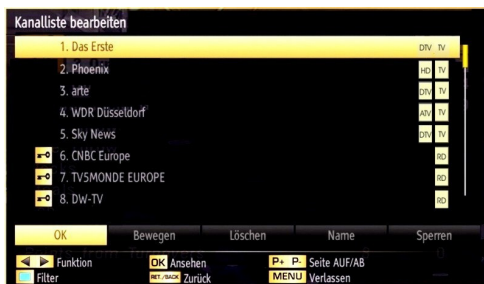 Kanalliste bearbeiten
1. Das Erste DTV TV
2. Phoenix HD TV
3. arte DTV TV
4. WDR Düsseldorf ATV TV
5. Sky News DTV TV
6. CNBC Europe RD
7. TV5MONDE EUROPE RD
8. DW-TV RD
OK Bewegen Löschen Name Sperren
Funktion OK Ansehen P+ P- Seite AUF/AB
Filter RET./BACK Zurück MENU Verlassen